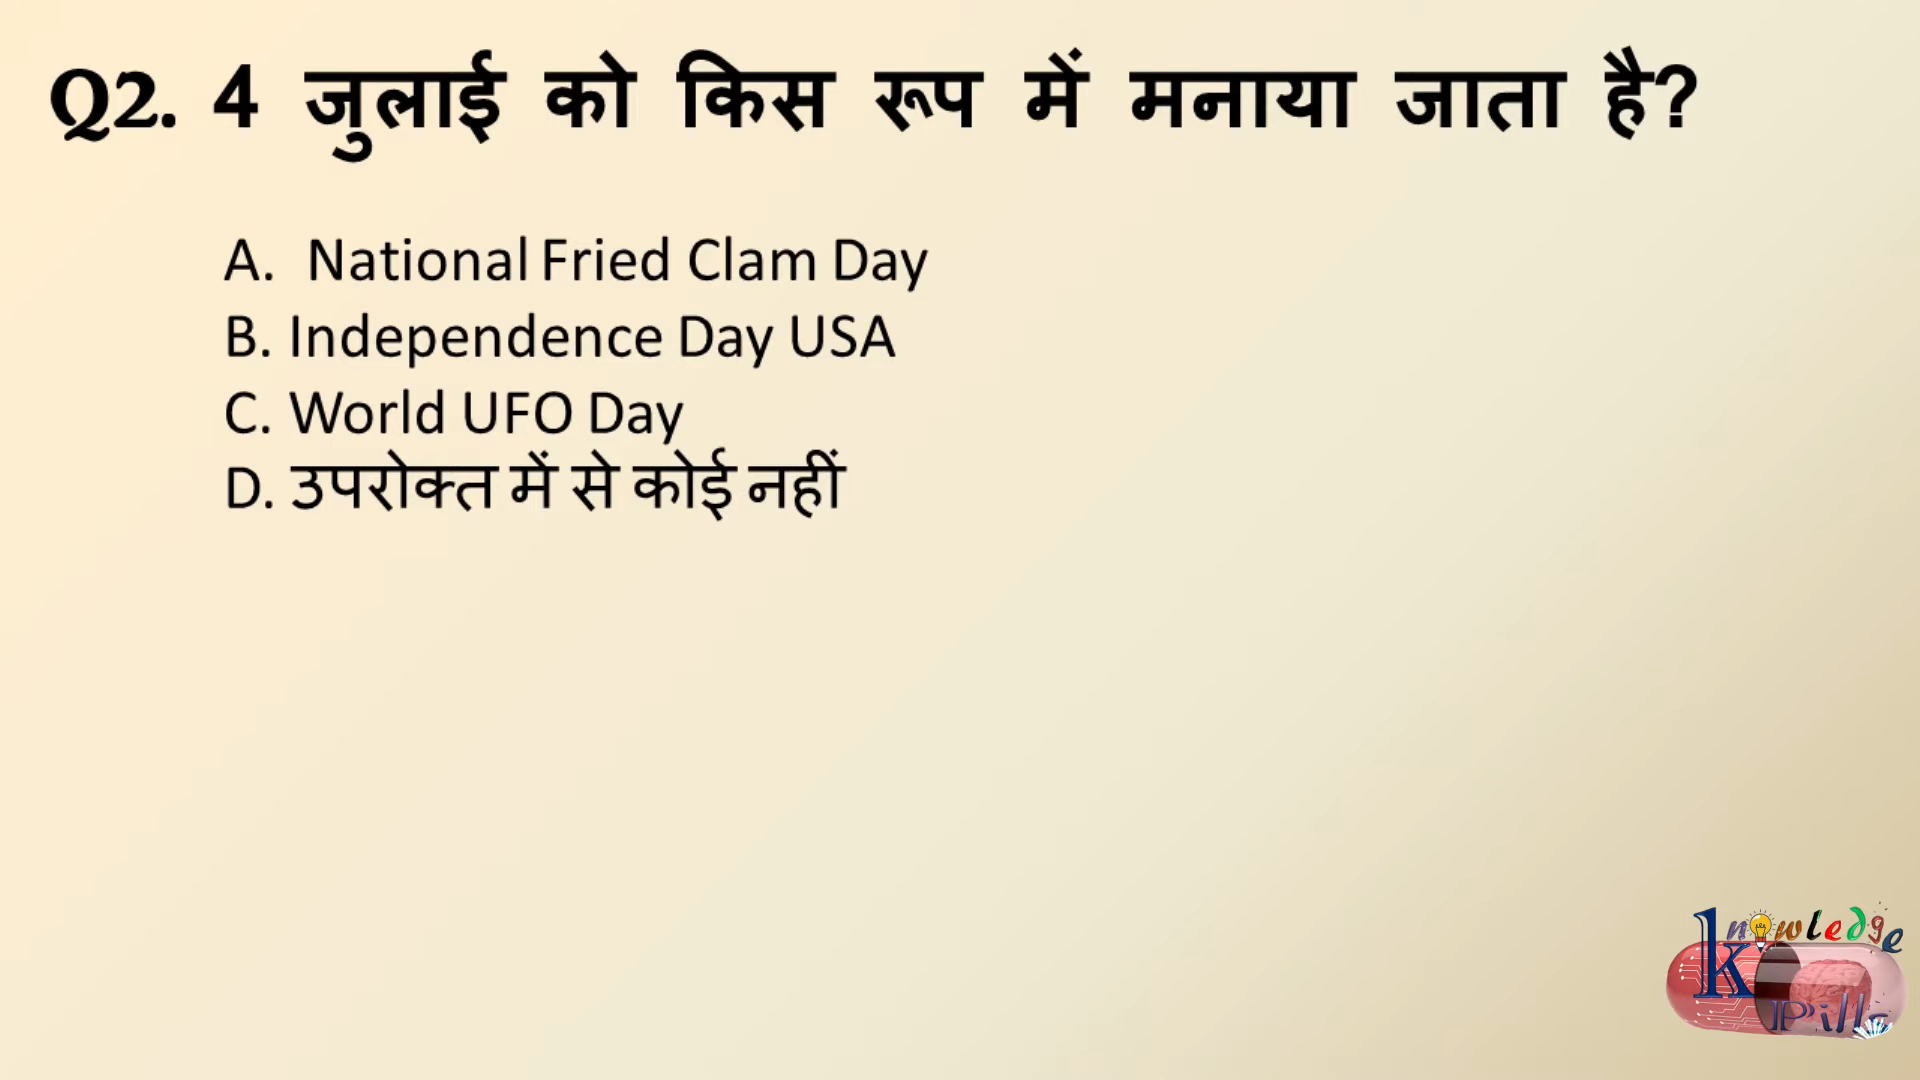 Q2. 4 जुलाई को किस रूप में मनाया जाता है?
A. National Fried Clam Day
B. Independence Day USA
C. World UFO Day
D. उपरोक्त में से कोई नहीं
knowledge
Pills